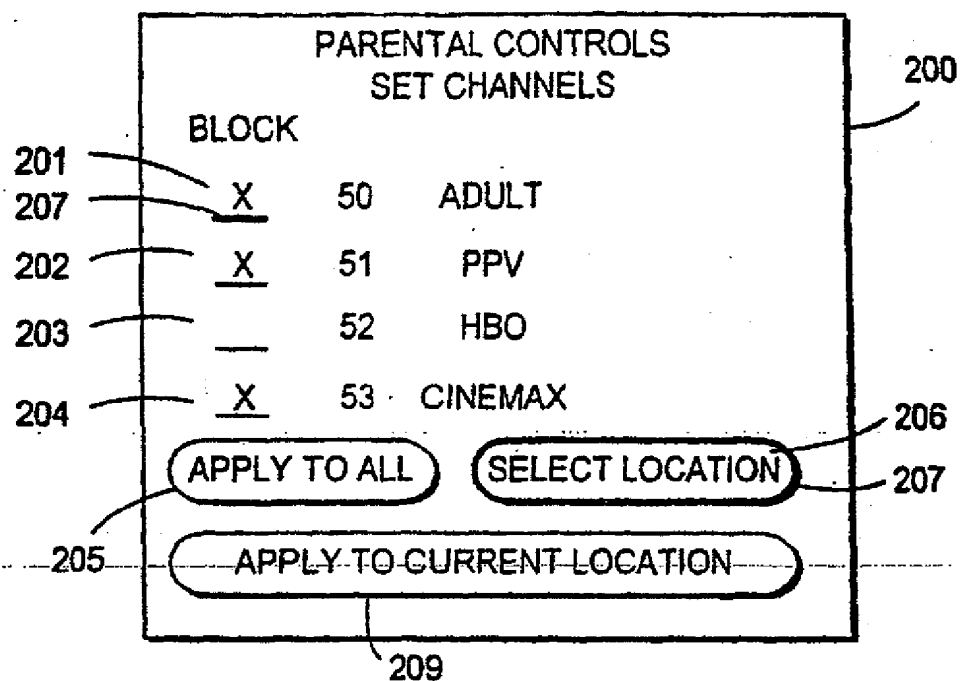 PARENTAL CONTROLS
SET CHANNELS
200
BLOCK
201
X 50 ADULT
207
202
X 51 PPV
203
52 HBO
204
X 53 CINEMAX
206
APPLY TO ALL SELECT LOCATION
207
205
APPLY TO CURRENT LOCATION
209